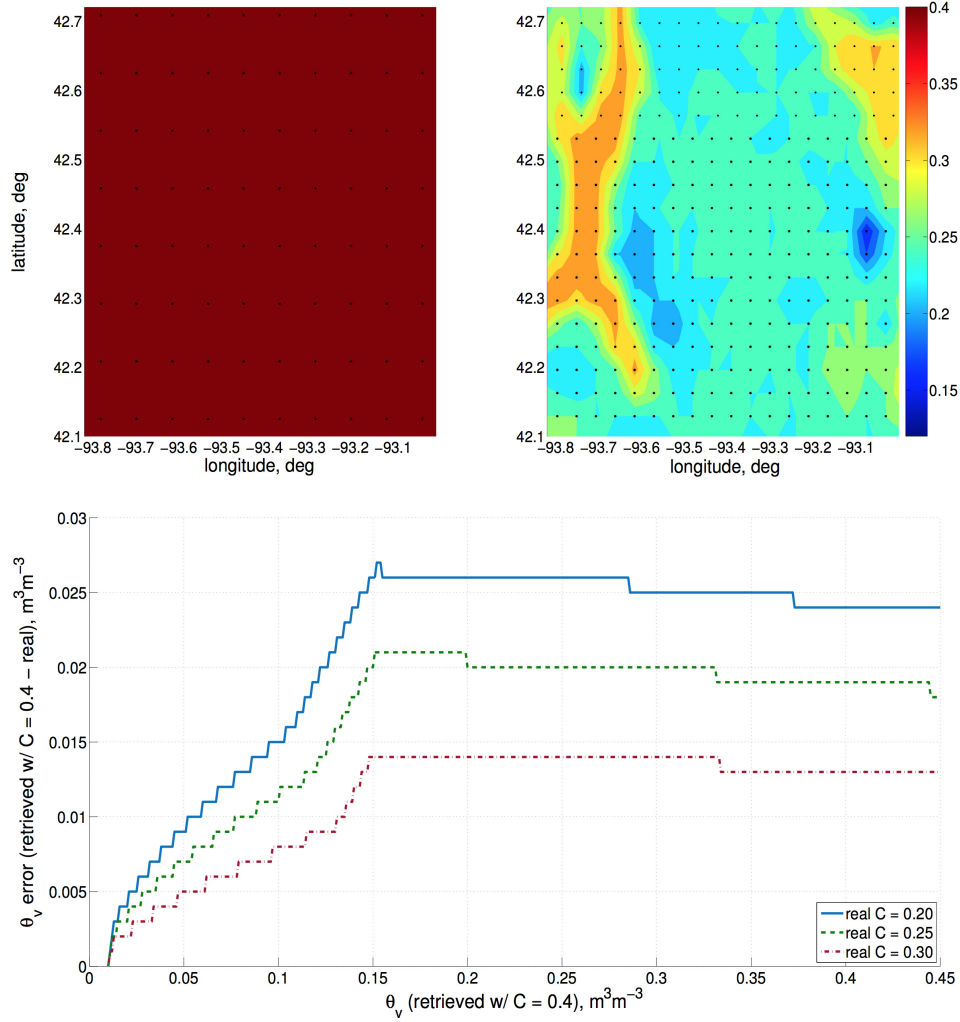 42.7
42.6
42.5
42.4
42.3
42.2
42.1
latitude, deg
−93.8 −93.7 −93.6 −93.5 −93.4 −93.3 −93.2 −93.1
longitude, deg
42.7
42.6
42.5
42.4
42.3
42.2
42.1
−93.8 −93.7 −93.6 −93.5 −93.4 −93.3 −93.2 −93.1
longitude, deg
0.4
0.35
0.3
0.25
0.2
0.15
0.03
0.025
0.02
0.015
0.01
0.005
0
θv error (retrieved w/ C = 0.4 − real), m³m⁻³
0 0.05 0.1 0.15 0.2 0.25 0.3 0.35 0.4 0.45
θv (retrieved w/ C = 0.4), m³m⁻³
real C = 0.20
real C = 0.25
real C = 0.30